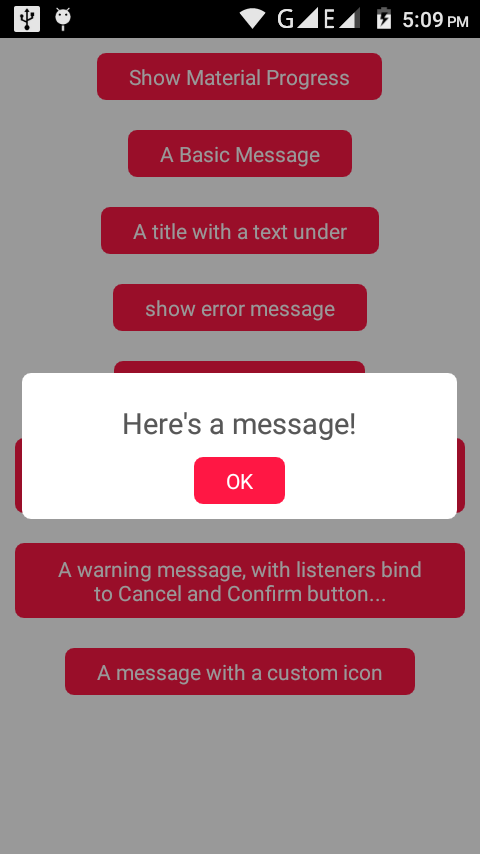 G E 5:09 PM
Show Material Progress
A Basic Message
A title with a text under
show error message
Here's a message!
OK
A warning message, with listeners bind
to Cancel and Confirm button...
A message with a custom icon